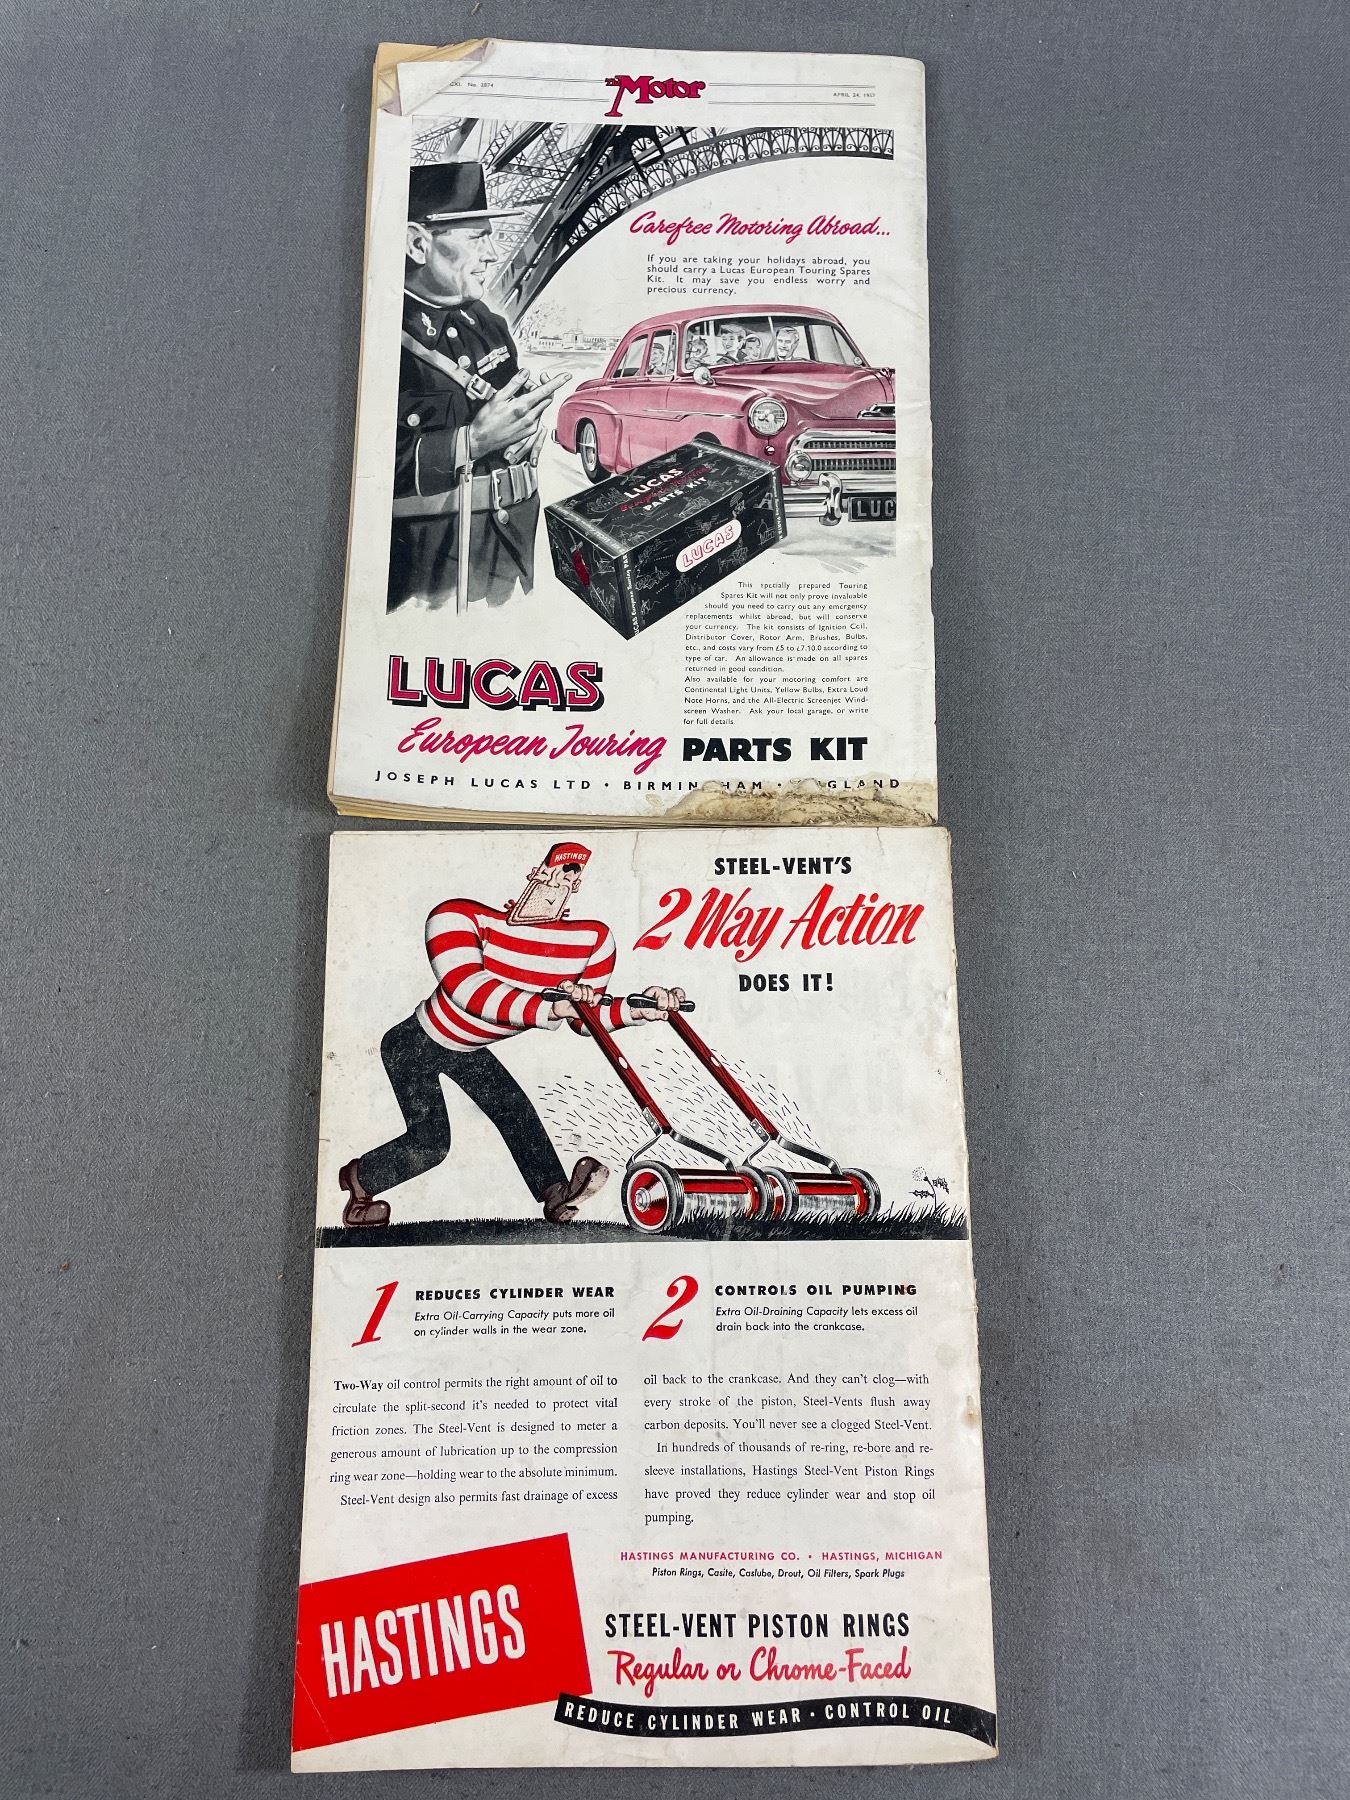 CXI. No. 2874
The Motor
APRIL 24, 1957
Carefree Motoring Abroad...
If you are taking your holidays abroad, you
should carry a Lucas European Touring Spares
Kit. It may save you endless worry and
precious currency.
LUCAS
European Touring
PARTS KIT
LUCAS
LUC
This specially prepared Touring
Spares Kit will not only prove invaluable
should you need to carry out any emergency
replacements whilst abroad, but will conserve
your currency. The kit consists of Ignition Coil,
Distributor Cover, Rotor Arm, Brushes, Bulbs,
etc., and costs vary from £5 to £7.10.0 according to
type of car. An allowance is made on all spares
returned in good condition.
Also available for your motoring comfort are
Continental Light Units, Yellow Bulbs, Extra Loud
Note Horns, and the All-Electric Screenjet Wind-
screen Washer. Ask your local garage, or write
for full details.
LUCAS
European Touring PARTS KIT
JOSEPH LUCAS LTD • BIRMINGHAM • ENGLAND
HASTINGS
STEEL-VENT'S
2 Way Action
DOES IT!
1 REDUCES CYLINDER WEAR
Extra Oil-Carrying Capacity puts more oil
on cylinder walls in the wear zone.
2 CONTROLS OIL PUMPING
Extra Oil-Draining Capacity lets excess oil
drain back into the crankcase.
Two-Way oil control permits the right amount of oil to
circulate the split-second it's needed to protect vital
friction zones. The Steel-Vent is designed to meter a
generous amount of lubrication up to the compression
ring wear zone—holding wear to the absolute minimum.
Steel-Vent design also permits fast drainage of excess
oil back to the crankcase. And they can't clog—with
every stroke of the piston, Steel-Vents flush away
carbon deposits. You'll never see a clogged Steel-Vent.
In hundreds of thousands of re-ring, re-bore and re-
sleeve installations, Hastings Steel-Vent Piston Rings
have proved they reduce cylinder wear and stop oil
pumping.
HASTINGS MANUFACTURING CO. • HASTINGS, MICHIGAN
Piston Rings, Casite, Caslube, Drout, Oil Filters, Spark Plugs
HASTINGS
STEEL-VENT PISTON RINGS
Regular or Chrome-Faced
REDUCE CYLINDER WEAR • CONTROL OIL